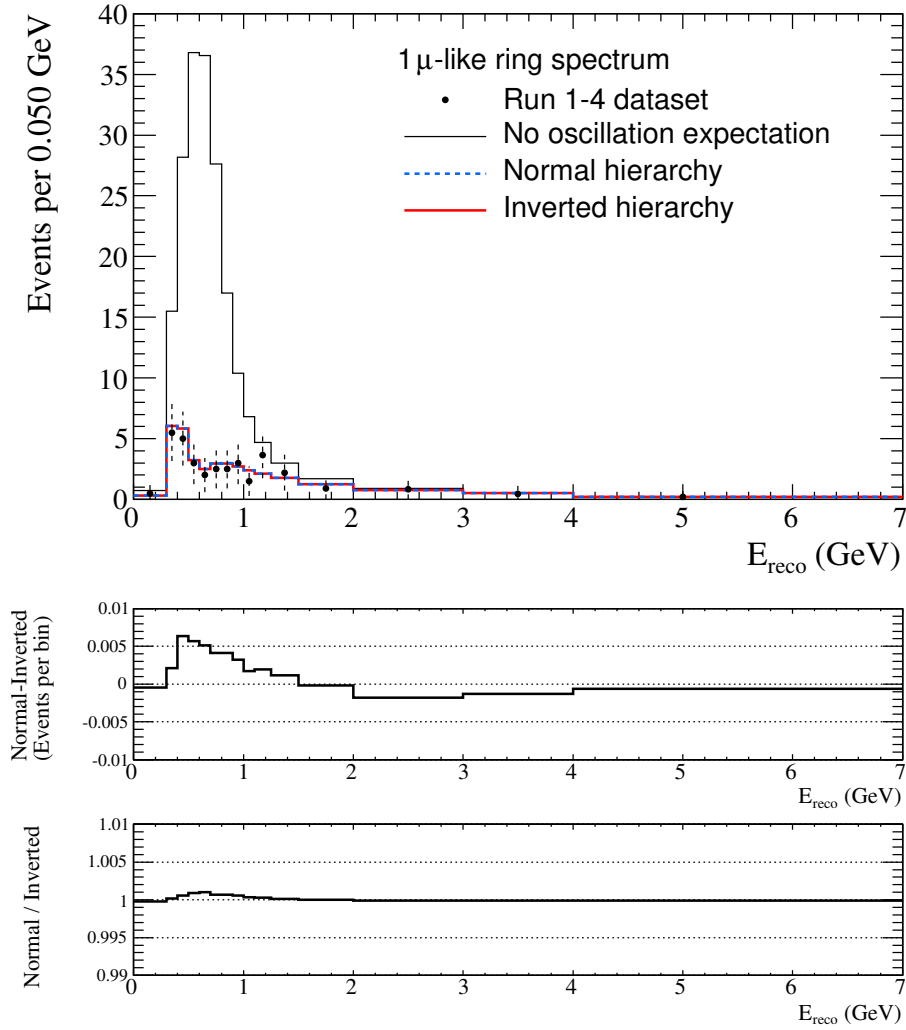 40
35
30
25
20
15
10
5
0
Events per 0.050 GeV
1μ-like ring spectrum
Run 1-4 dataset
No oscillation expectation
Normal hierarchy
Inverted hierarchy
0 1 2 3 4 5 6 7
E_reco (GeV)
0.01
0.005
0
-0.005
-0.01
Normal-Inverted
(Events per bin)
0 1 2 3 4 5 6 7
E_reco (GeV)
1.01
1.005
1
0.995
0.99
Normal / Inverted
0 1 2 3 4 5 6 7
E_reco (GeV)